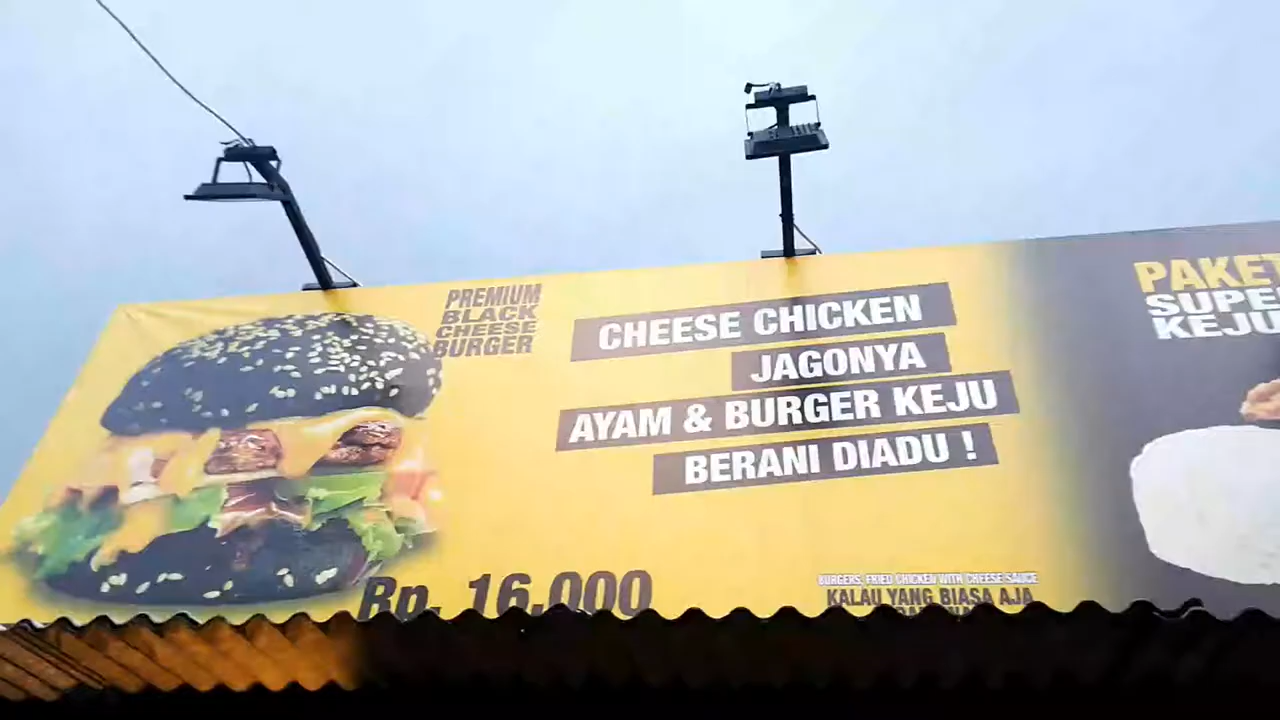 PREMIUM
BLACK
CHEESE
BURGER
CHEESE CHICKEN
JAGONYA
AYAM & BURGER KEJU
BERANI DIADU !
Rp. 16.000
BURGERS, FRIED CHICKEN WITH CHEESE SAUCE
KALAU YANG BIASA AJA
PAKET
SUPE
KEJU